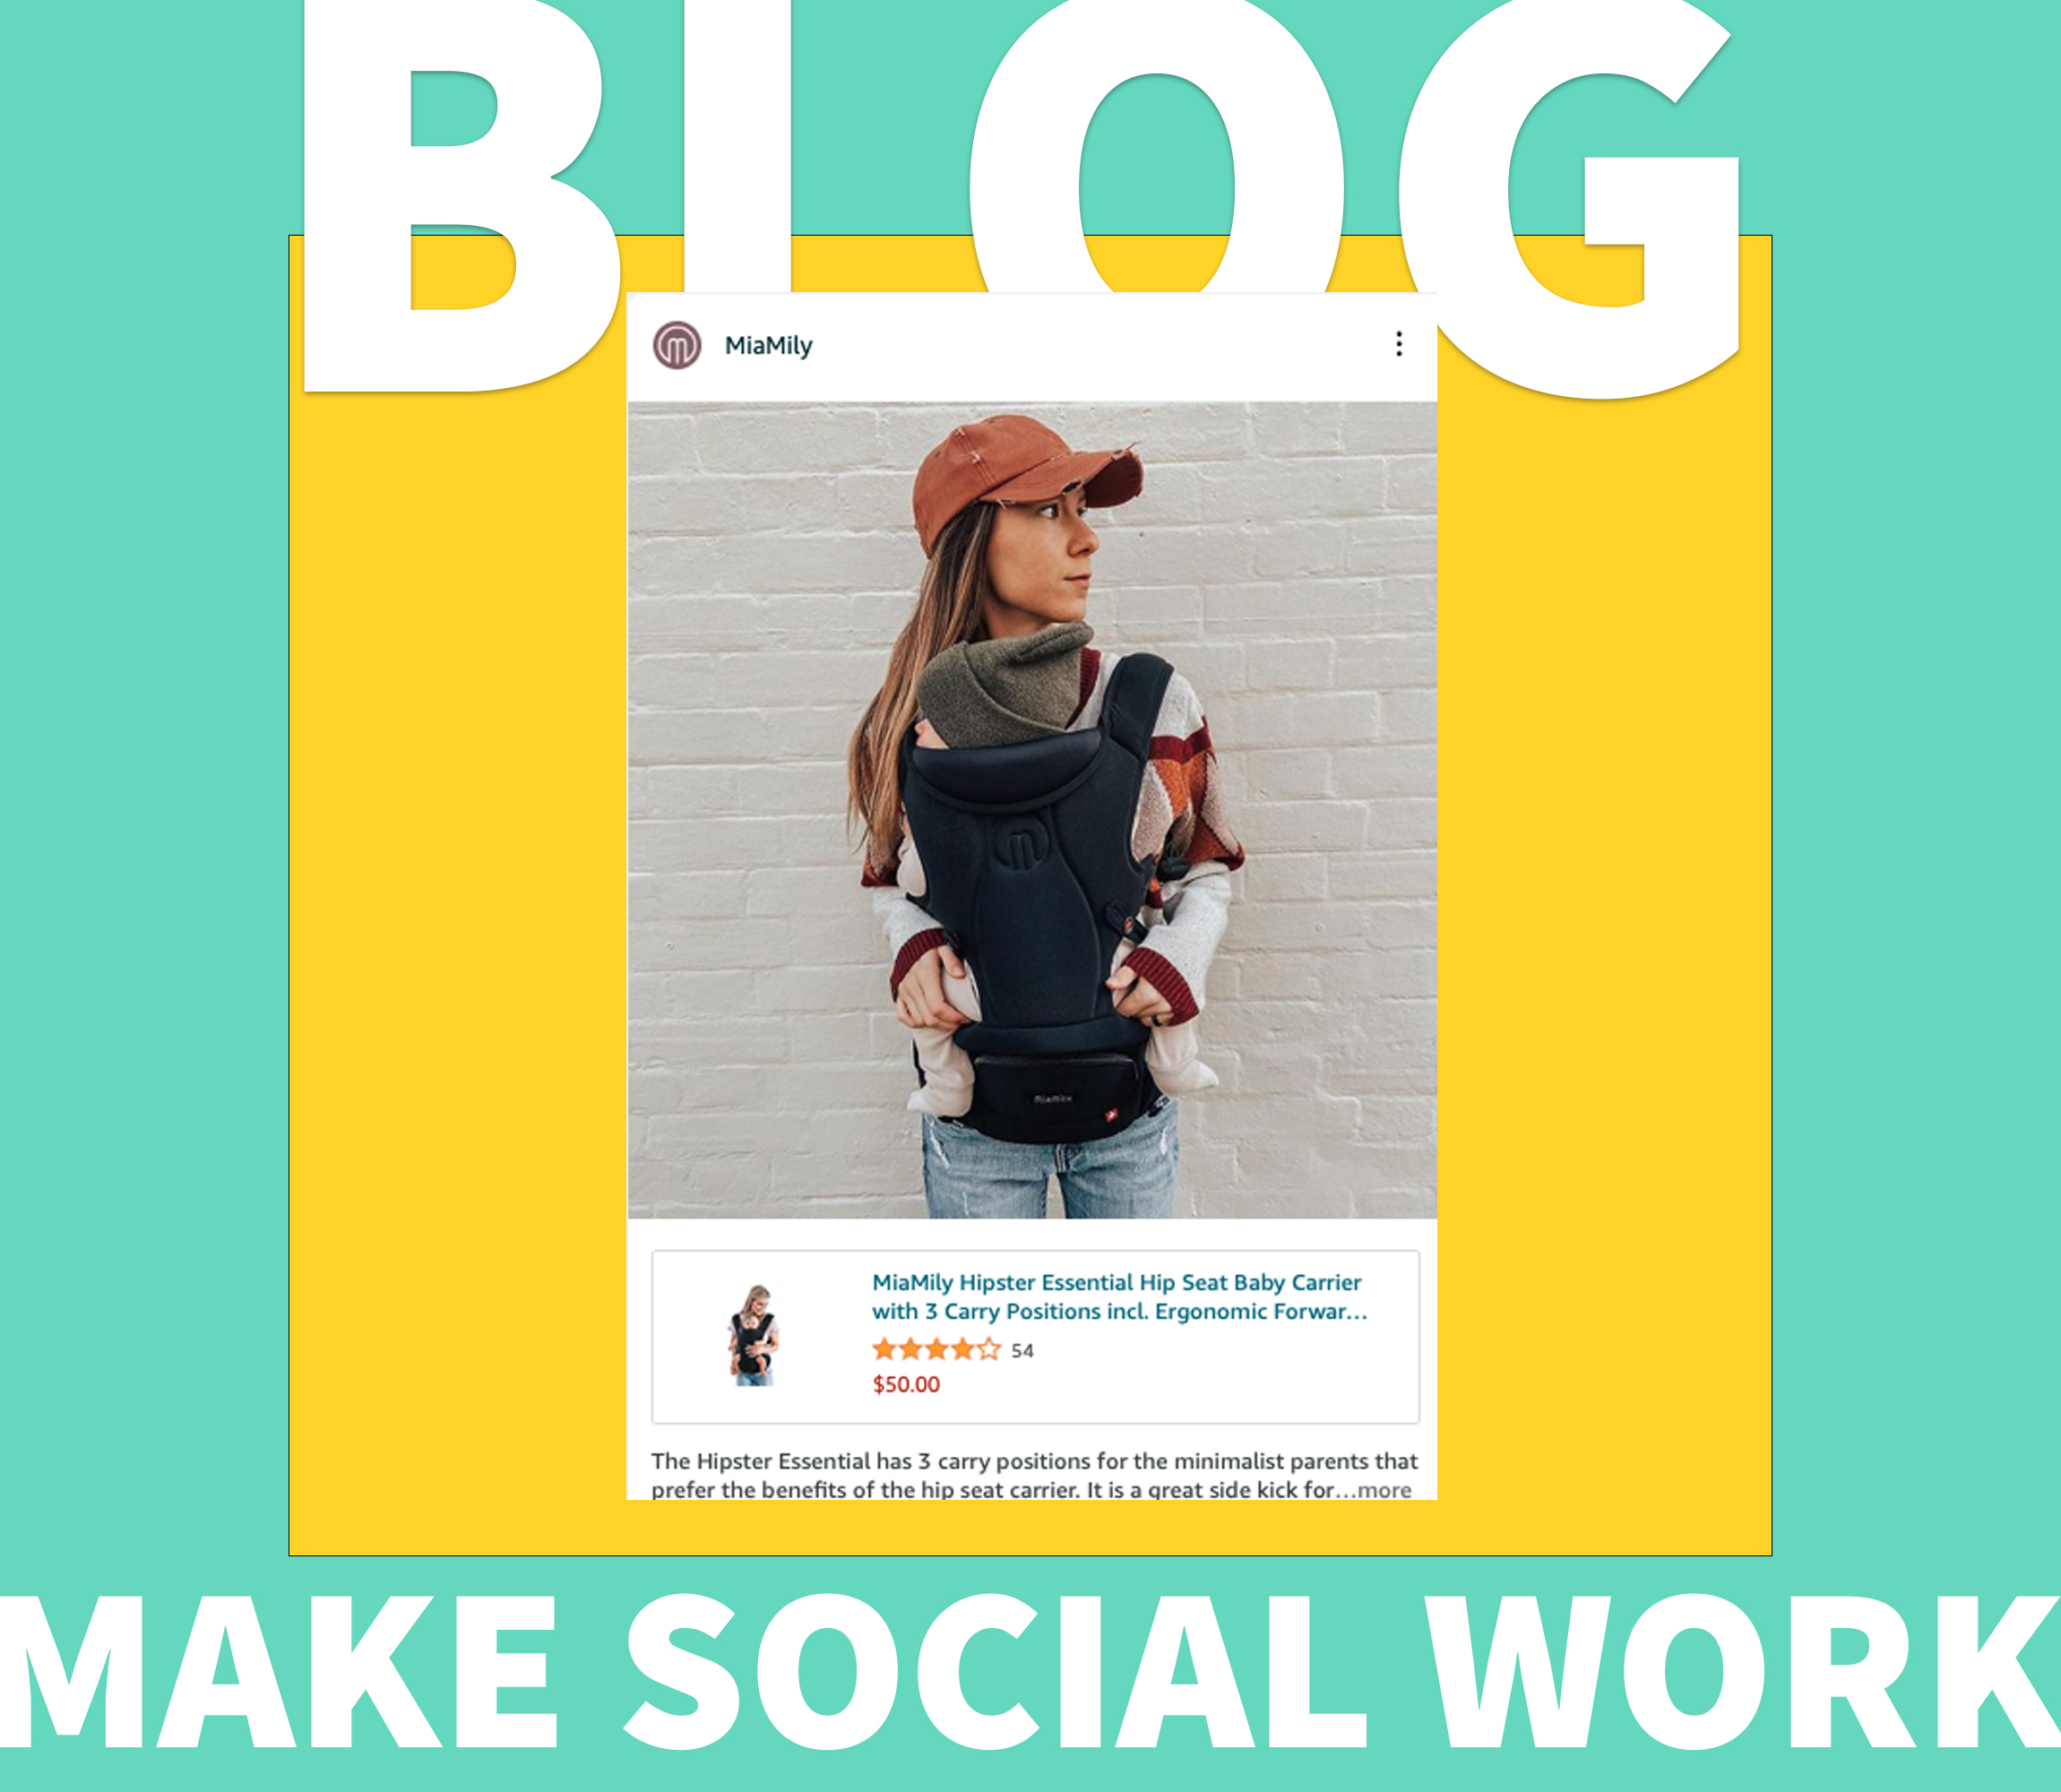 BLOG
MiaMily
MiaMily
MiaMily Hipster Essential Hip Seat Baby Carrier
with 3 Carry Positions incl. Ergonomic Forwar...
54
$50.00
The Hipster Essential has 3 carry positions for the minimalist parents that
prefer the benefits of the hip seat carrier. It is a great side kick for...more
MAKE SOCIAL WORK